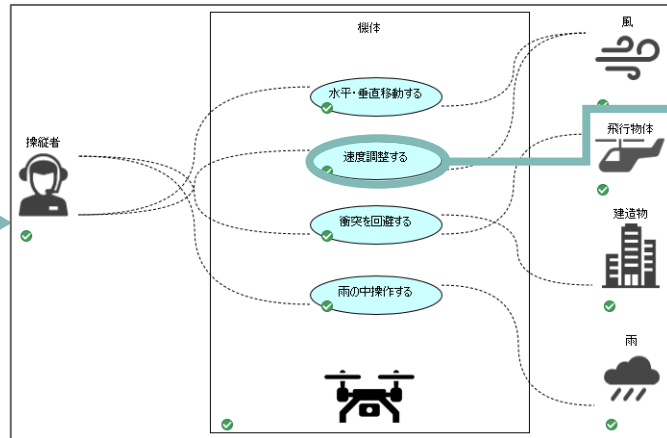 機体
風
水平・垂直移動する
飛行物体
操縦者
速度調整する
衝突を回避する
建造物
雨の中操作する
雨